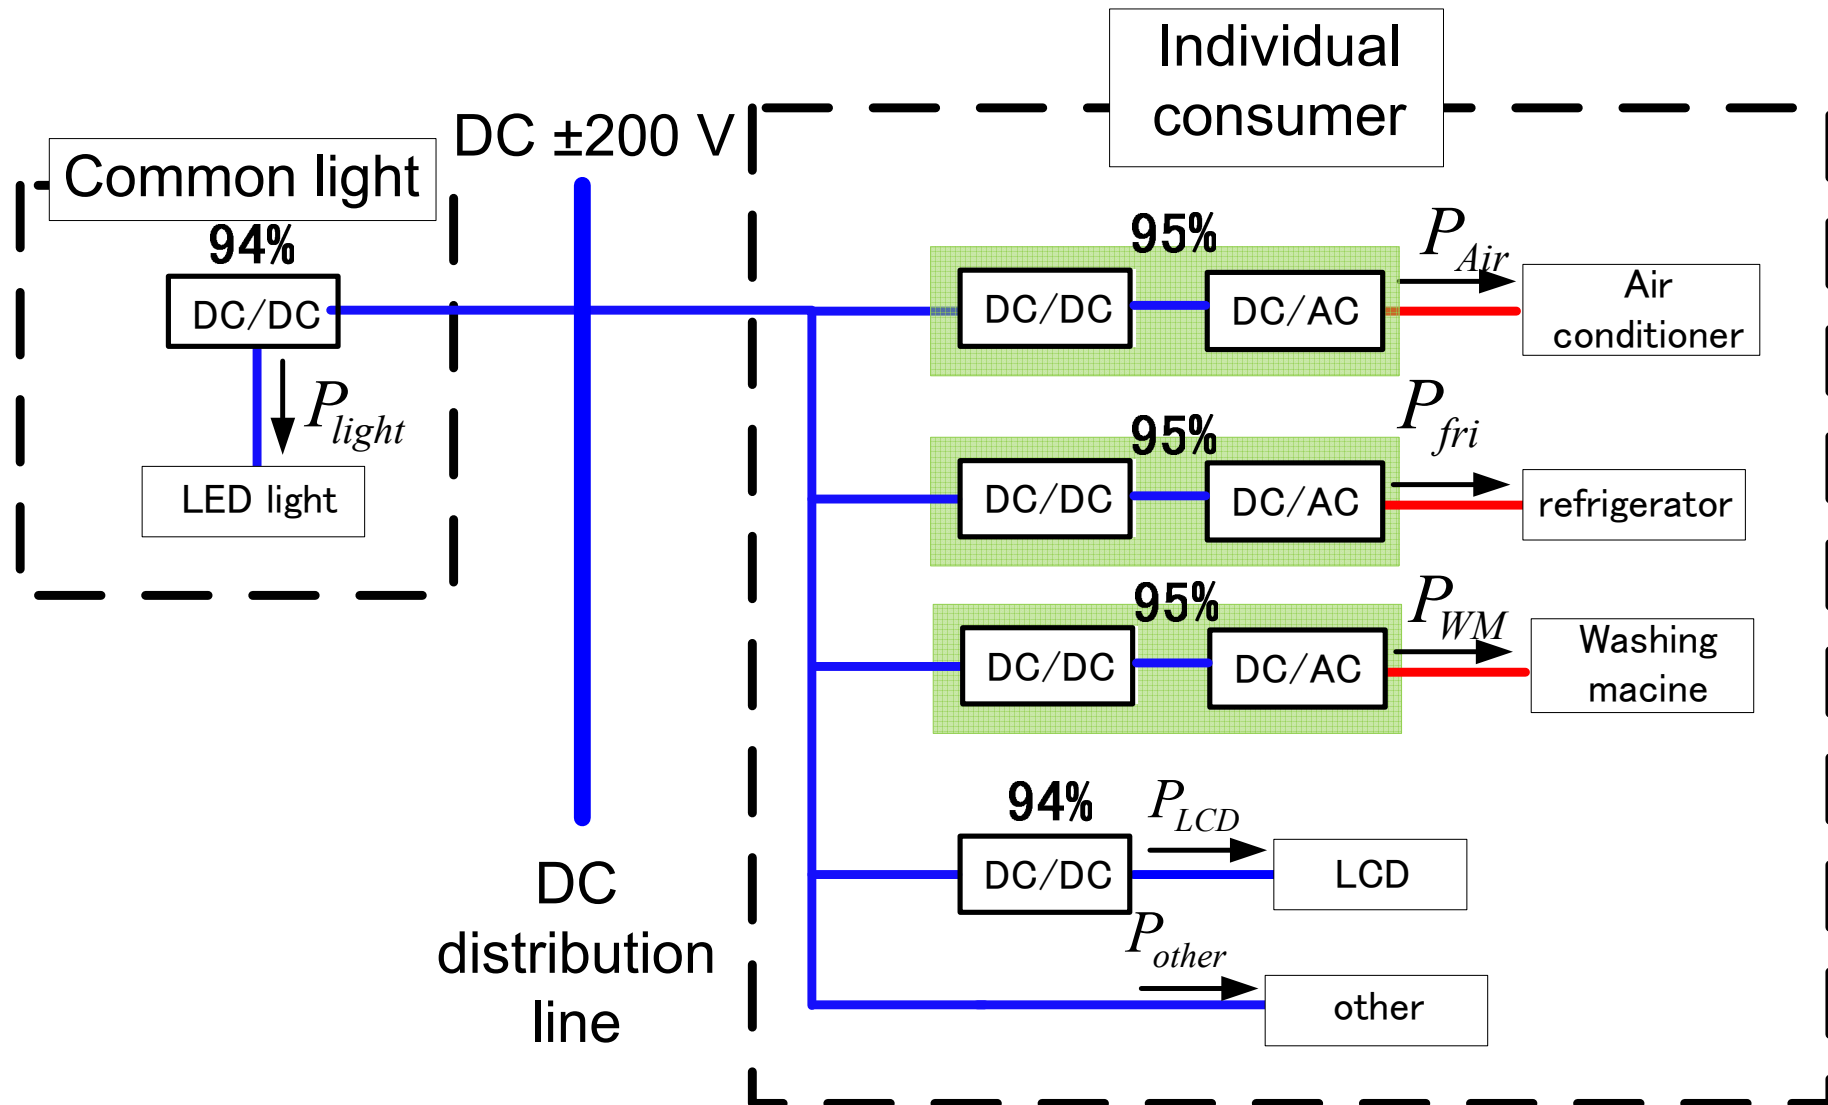 Individual
consumer
DC ±200 V
Common light
94%
DC/DC
P_light
LED light
95%
DC/DC
DC/AC
P_Air
Air
conditioner
95%
DC/DC
DC/AC
P_fri
refrigerator
95%
DC/DC
DC/AC
P_WM
Washing
macine
94%
DC/DC
P_LCD
LCD
P_other
other
DC
distribution
line